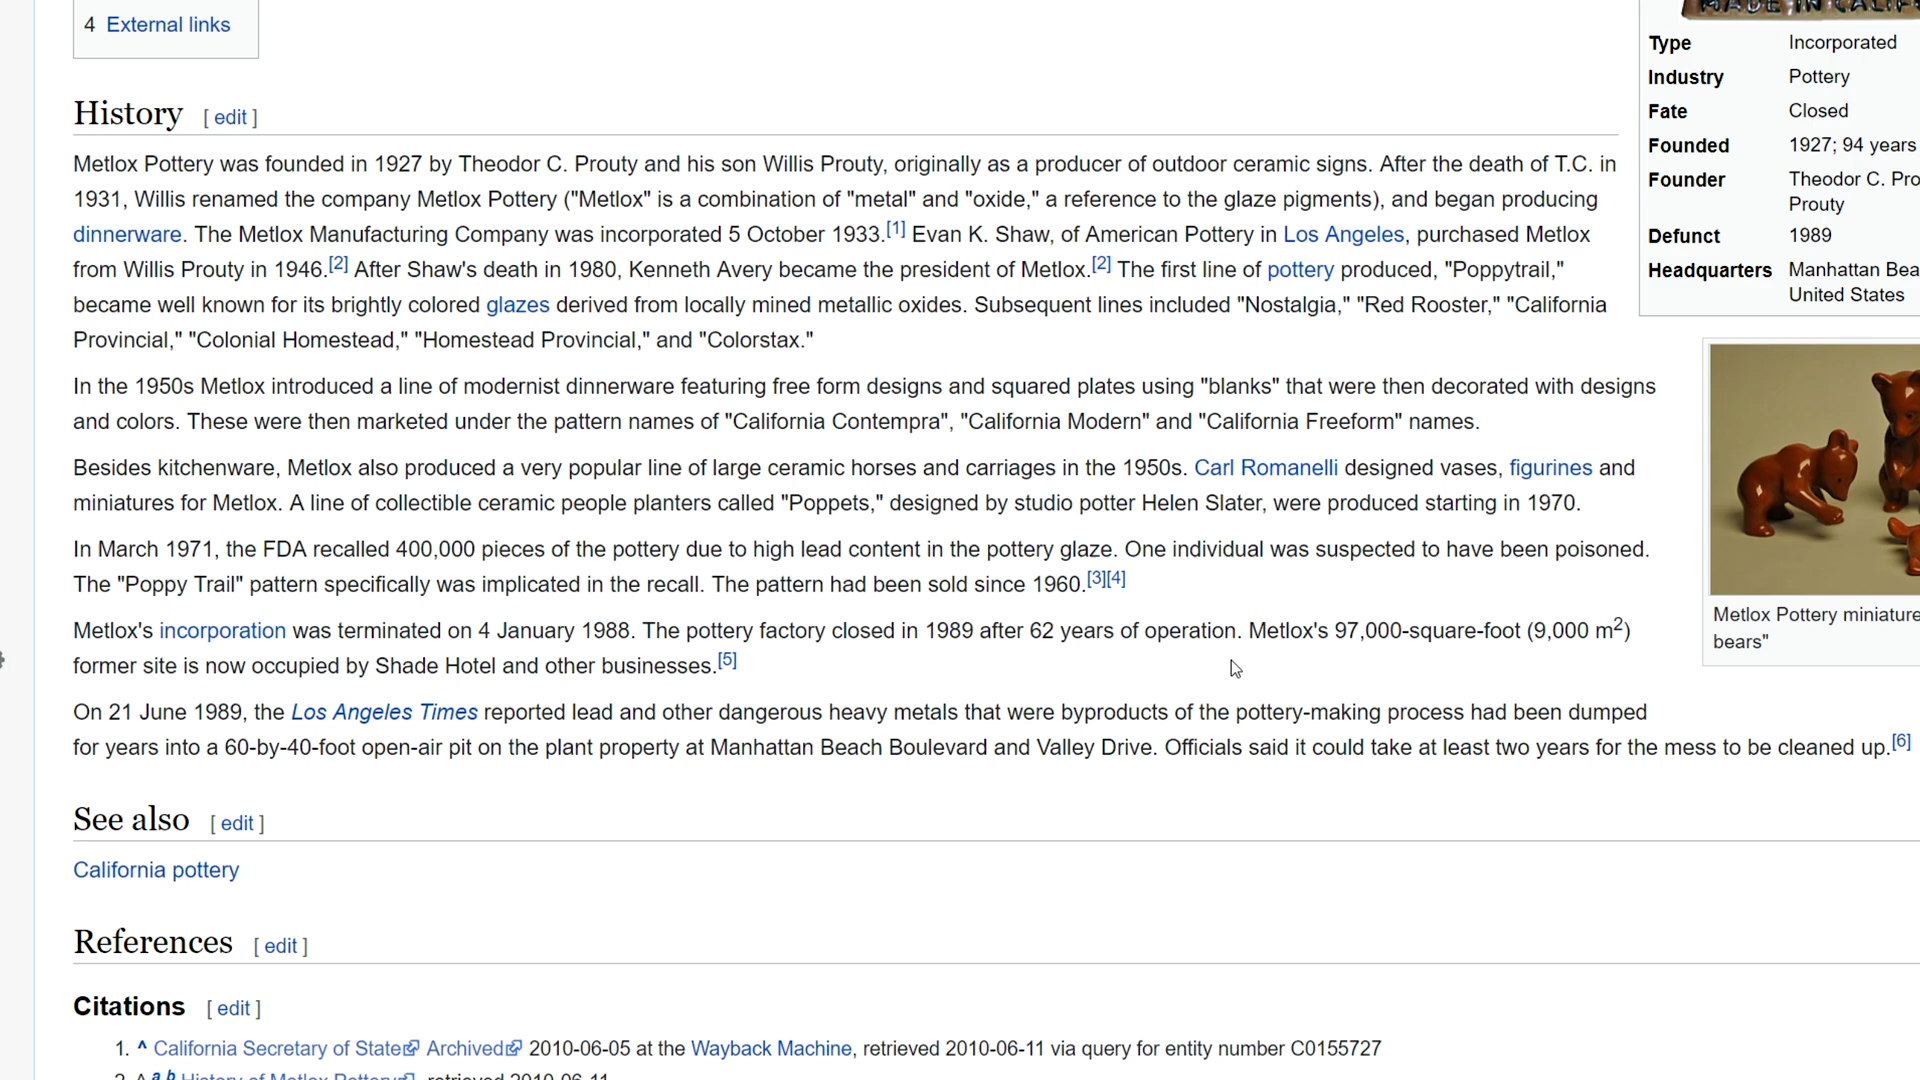 4 External links
History [ edit ]
Metlox Pottery was founded in 1927 by Theodor C. Prouty and his son Willis Prouty, originally as a producer of outdoor ceramic signs. After the death of T.C. in
1931, Willis renamed the company Metlox Pottery ("Metlox" is a combination of "metal" and "oxide," a reference to the glaze pigments), and began producing
dinnerware. The Metlox Manufacturing Company was incorporated 5 October 1933.[1] Evan K. Shaw, of American Pottery in Los Angeles, purchased Metlox
from Willis Prouty in 1946.[2] After Shaw's death in 1980, Kenneth Avery became the president of Metlox.[2] The first line of pottery produced, "Poppytrail,"
became well known for its brightly colored glazes derived from locally mined metallic oxides. Subsequent lines included "Nostalgia," "Red Rooster," "California
Provincial," "Colonial Homestead," "Homestead Provincial," and "Colorstax."
In the 1950s Metlox introduced a line of modernist dinnerware featuring free form designs and squared plates using "blanks" that were then decorated with designs
and colors. These were then marketed under the pattern names of "California Contempra", "California Modern" and "California Freeform" names.
Besides kitchenware, Metlox also produced a very popular line of large ceramic horses and carriages in the 1950s. Carl Romanelli designed vases, figurines and
miniatures for Metlox. A line of collectible ceramic people planters called "Poppets," designed by studio potter Helen Slater, were produced starting in 1970.
In March 1971, the FDA recalled 400,000 pieces of the pottery due to high lead content in the pottery glaze. One individual was suspected to have been poisoned.
The "Poppy Trail" pattern specifically was implicated in the recall. The pattern had been sold since 1960.[3][4]
Metlox's incorporation was terminated on 4 January 1988. The pottery factory closed in 1989 after 62 years of operation. Metlox's 97,000-square-foot (9,000 m2)
former site is now occupied by Shade Hotel and other businesses.[5]
On 21 June 1989, the Los Angeles Times reported lead and other dangerous heavy metals that were byproducts of the pottery-making process had been dumped
for years into a 60-by-40-foot open-air pit on the plant property at Manhattan Beach Boulevard and Valley Drive. Officials said it could take at least two years for the mess to be cleaned up.[6]
See also [ edit ]
California pottery
References [ edit ]
Citations [ edit ]
1. ^ California Secretary of State Archived 2010-06-05 at the Wayback Machine, retrieved 2010-06-11 via query for entity number C0155727
2. ^ a b History of Metlox Pottery, retrieved 2010-06-11
MADE IN CALIF
Type Incorporated
Industry Pottery
Fate Closed
Founded 1927; 94 years
Founder Theodor C. Pro
Prouty
Defunct 1989
Headquarters Manhattan Bea
United States
Metlox Pottery miniature
bears"